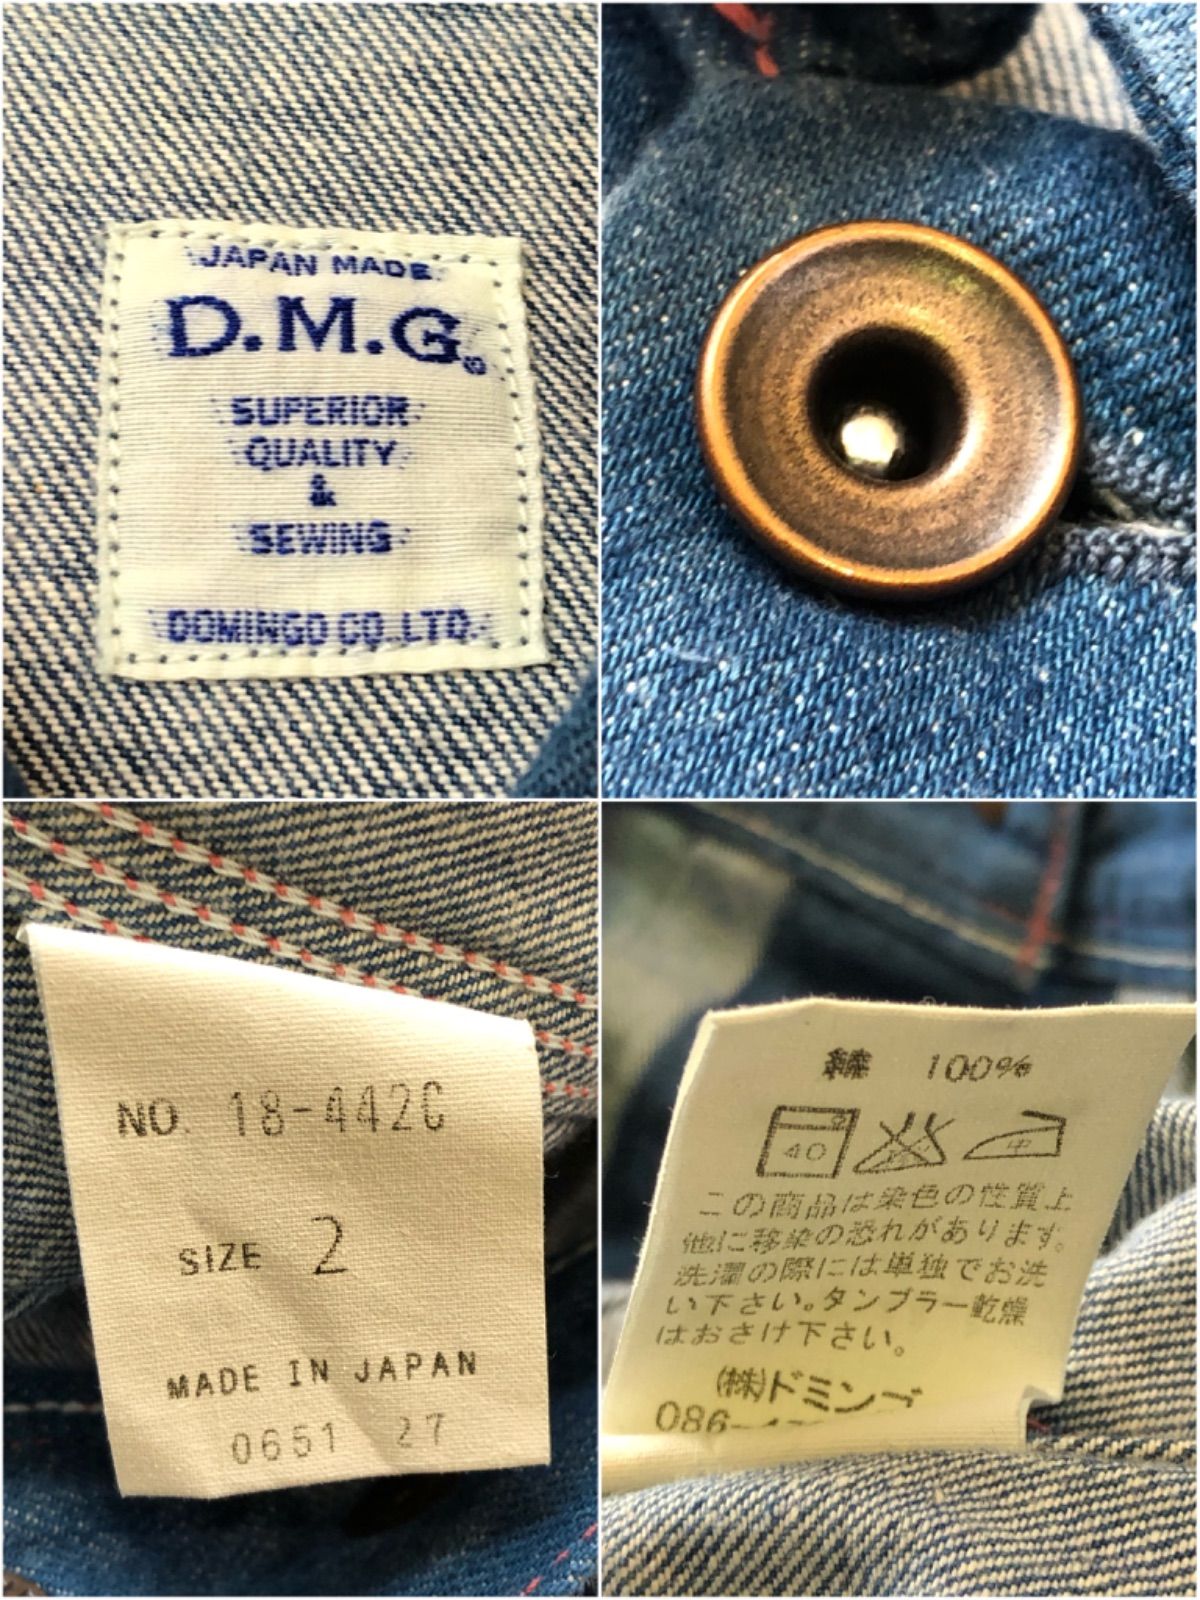 JAPAN MADE
D.M.G.®
SUPERIOR
QUALITY
&
SEWING
DOMINGO CO.,LTD.
NO. 18-442C
SIZE 2
MADE IN JAPAN
0651 27
綿 100%
40 中
この商品は染色の性質上
他に移染の恐れがあります。
洗濯の際には単独でお洗
い下さい。タンブラー乾燥
はおさけ下さい。
㈱ドミンゴ
086-